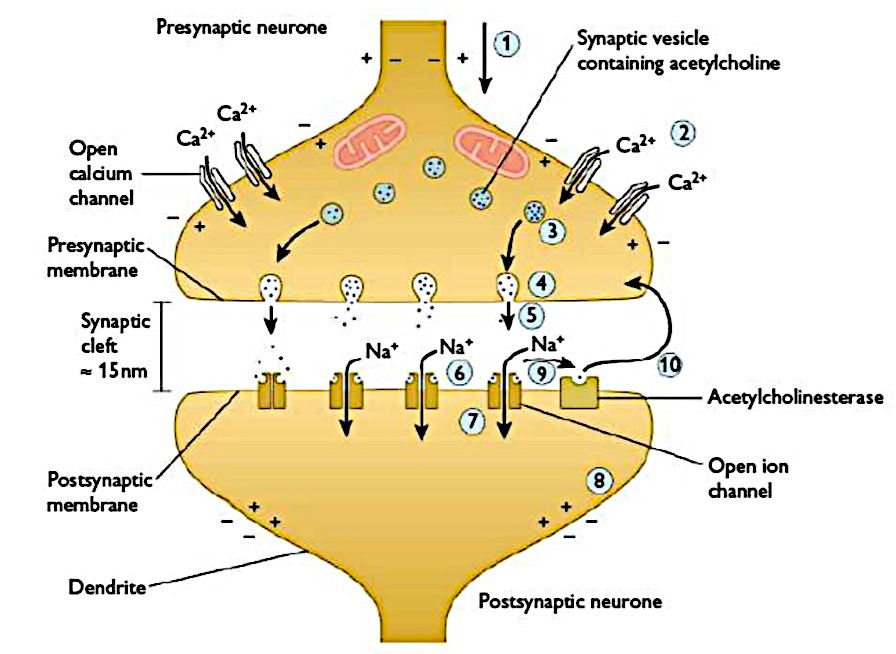 Presynaptic neurone
+ − − +
1
Synaptic vesicle
containing acetylcholine
Ca2+
Ca2+
−
+
−
+
Ca2+
2
Open
calcium
channel
Ca2+
−
+
3
+ −
Presynaptic
membrane
4
Synaptic
cleft
≈ 15nm
5
Na+
Na+
Na+
6
9
10
7
Acetylcholinesterase
Postsynaptic
membrane
Open ion
channel
8
+
− +
−
+
+ −
−
Dendrite
Postsynaptic neurone